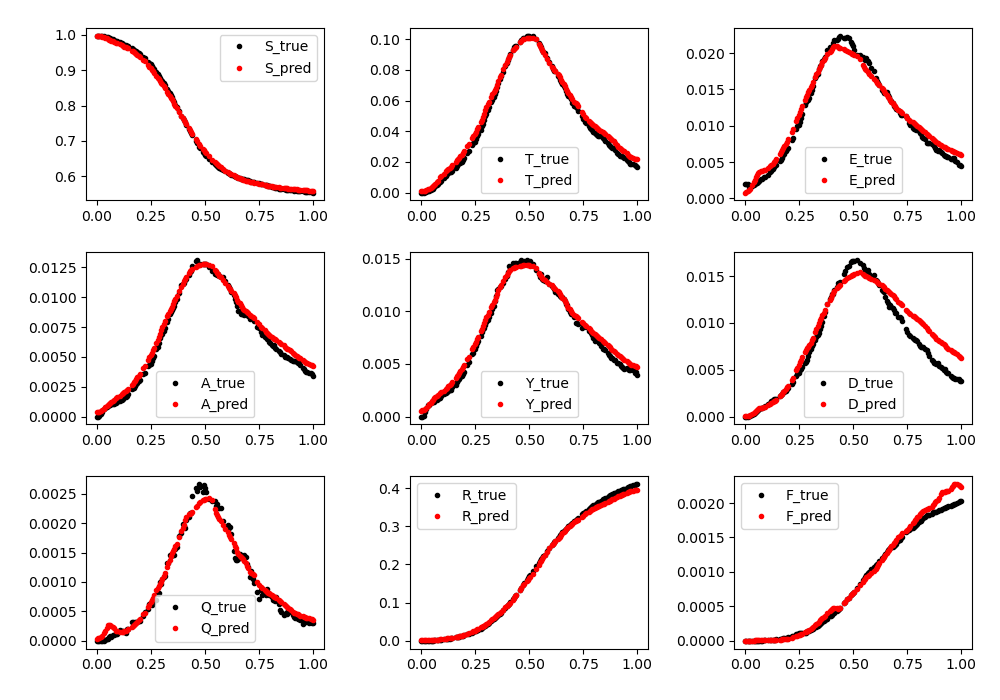 1.0
0.9
0.8
0.7
0.6
0.00 0.25 0.50 0.75 1.00
S_true
S_pred
0.10
0.08
0.06
0.04
0.02
0.00
0.00 0.25 0.50 0.75 1.00
T_true
T_pred
0.020
0.015
0.010
0.005
0.000
0.00 0.25 0.50 0.75 1.00
E_true
E_pred
0.0125
0.0100
0.0075
0.0050
0.0025
0.0000
0.00 0.25 0.50 0.75 1.00
A_true
A_pred
0.015
0.010
0.005
0.000
0.00 0.25 0.50 0.75 1.00
Y_true
Y_pred
0.015
0.010
0.005
0.000
0.00 0.25 0.50 0.75 1.00
D_true
D_pred
0.0025
0.0020
0.0015
0.0010
0.0005
0.0000
0.00 0.25 0.50 0.75 1.00
Q_true
Q_pred
0.4
0.3
0.2
0.1
0.0
0.00 0.25 0.50 0.75 1.00
R_true
R_pred
0.0020
0.0015
0.0010
0.0005
0.0000
0.00 0.25 0.50 0.75 1.00
F_true
F_pred